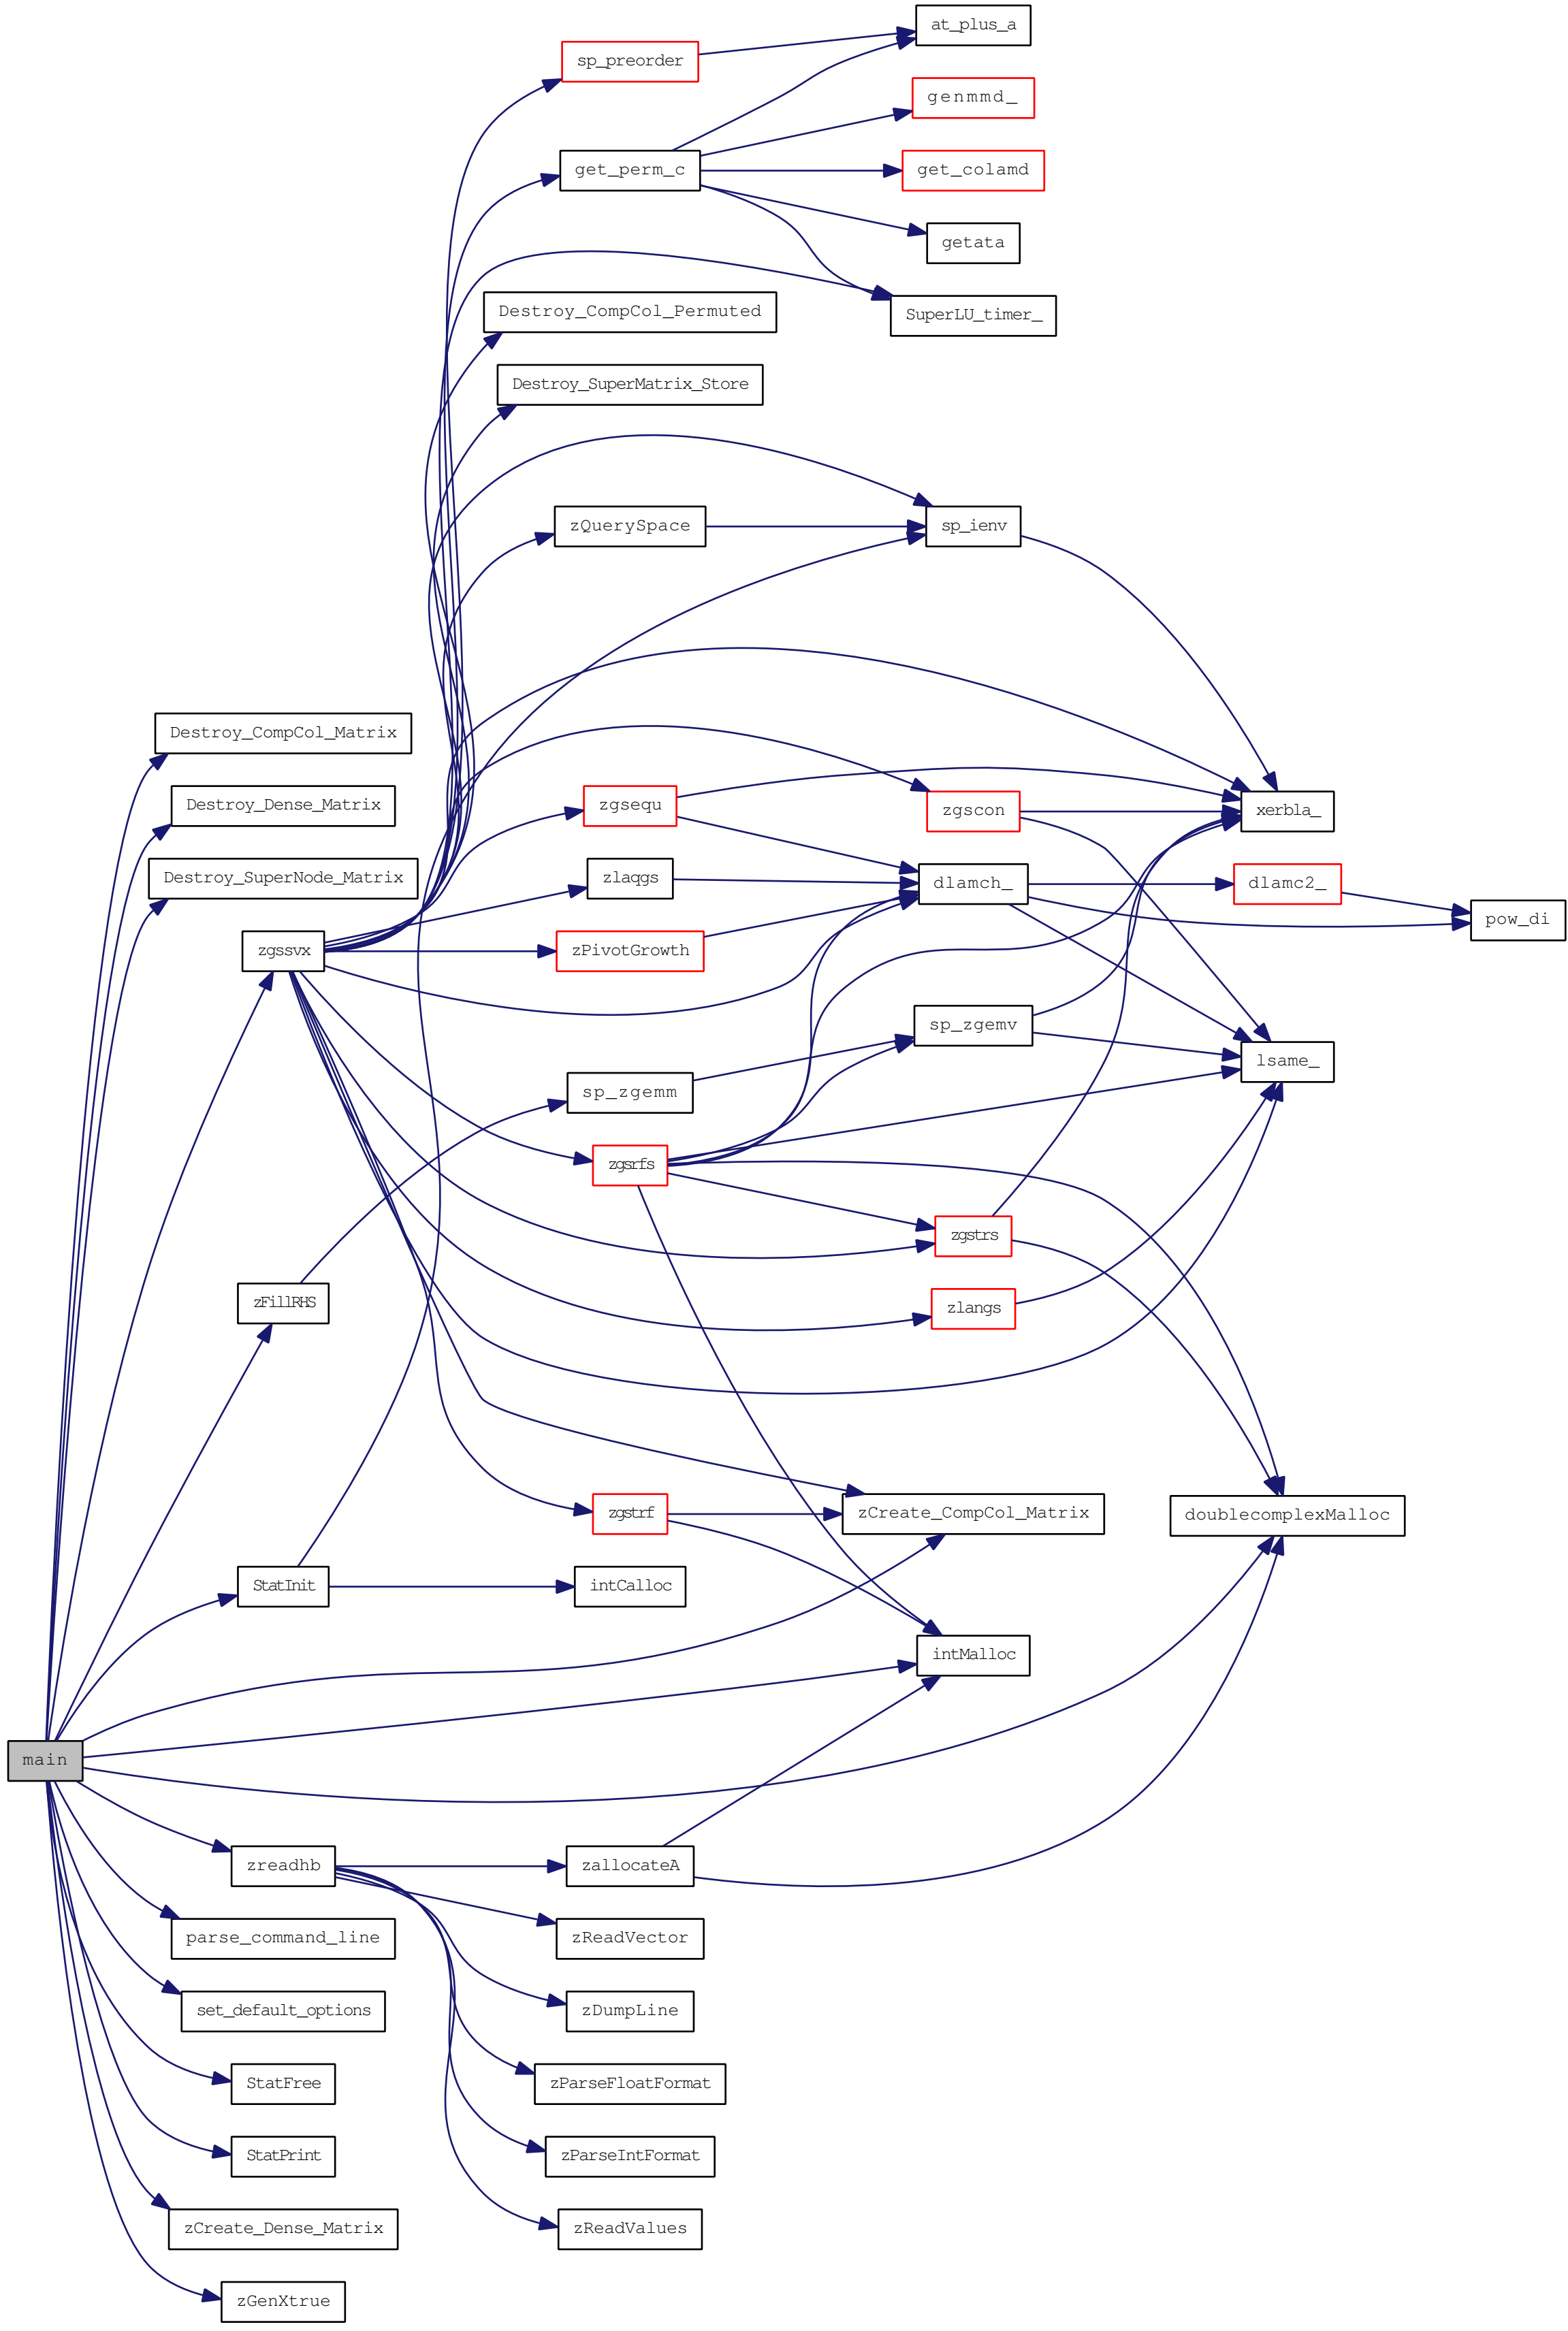 at_plus_a
sp_preorder
genmmd_
get_perm_c
get_colamd
getata
Destroy_CompCol_Permuted
SuperLU_timer_
Destroy_SuperMatrix_Store
zQuerySpace
sp_ienv
Destroy_CompCol_Matrix
Destroy_Dense_Matrix
zgsequ
zgscon
xerbla_
Destroy_SuperNode_Matrix
zlaqgs
dlamch_
dlamc2_
pow_di
zgssvx
zPivotGrowth
sp_zgemv
lsame_
sp_zgemm
zgsrfs
zgstrs
zFillRHS
zlangs
zgstrf
zCreate_CompCol_Matrix
doublecomplexMalloc
StatInit
intCalloc
intMalloc
main
zreadhb
zallocateA
parse_command_line
zReadVector
set_default_options
zDumpLine
StatFree
zParseFloatFormat
StatPrint
zParseIntFormat
zCreate_Dense_Matrix
zReadValues
zGenXtrue